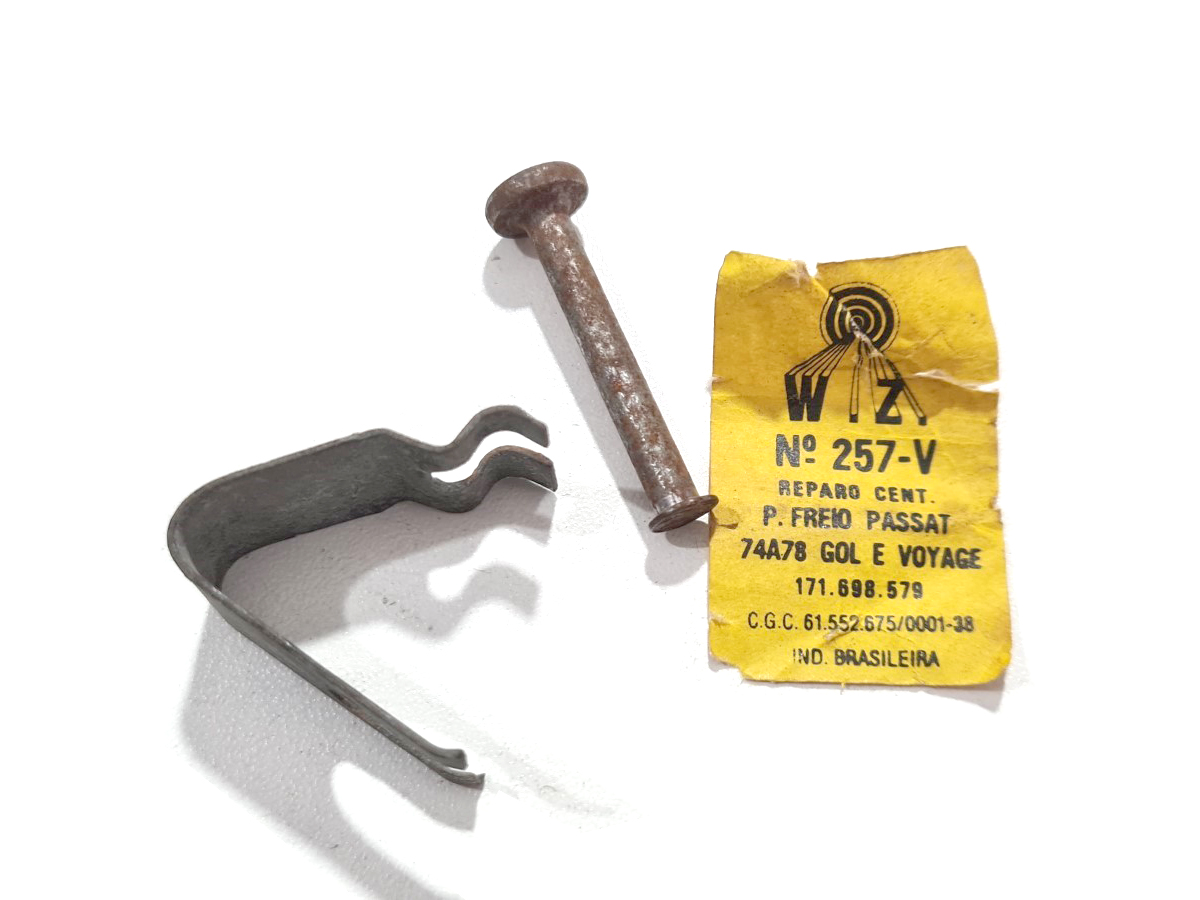 WIZI
Nº 257-V
REPARO CENT.
P. FREIO PASSAT
74A78 GOL E VOYAGE
171.698.579
C.G.C. 61.552.675/0001-38
IND. BRASILEIRA